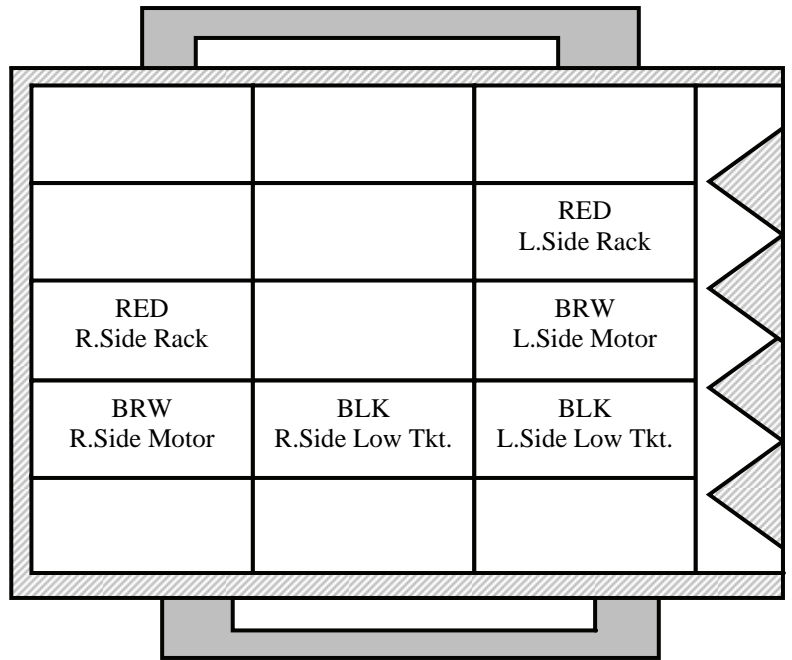 RED
L.Side Rack
RED
R.Side Rack
BRW
L.Side Motor
BRW
R.Side Motor
BLK
R.Side Low Tkt.
BLK
L.Side Low Tkt.